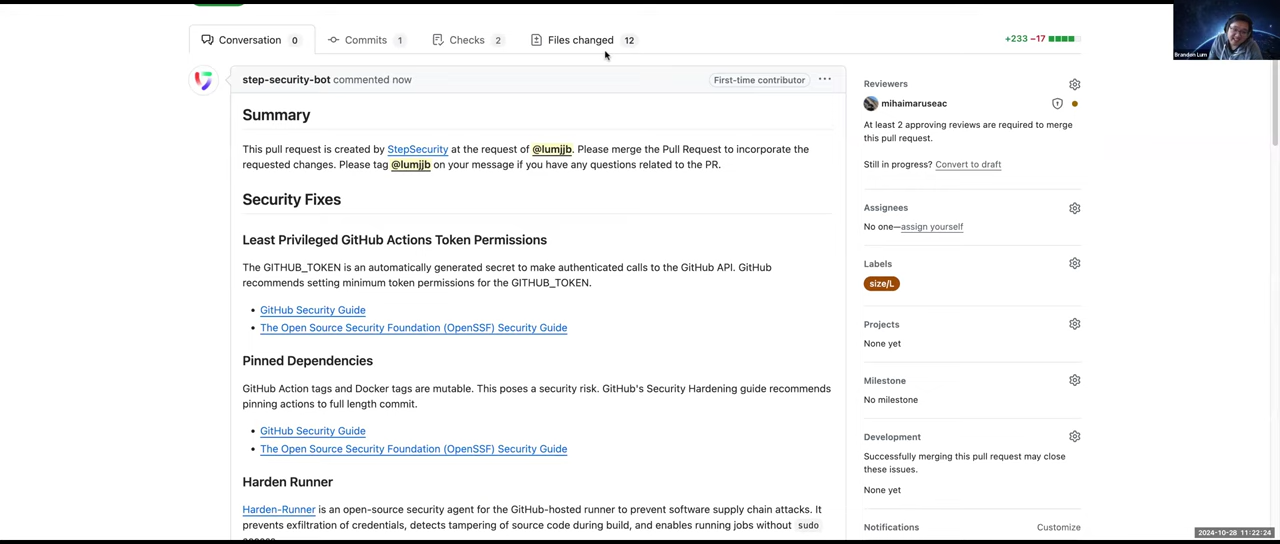 Conversation 0
Commits 1
Checks 2
Files changed 12
+233 −17
Brandon Lum
step-security-bot commented now
First-time contributor
Summary
This pull request is created by StepSecurity at the request of @lumjjb. Please merge the Pull Request to incorporate the
requested changes. Please tag @lumjjb on your message if you have any questions related to the PR.
Security Fixes
Least Privileged GitHub Actions Token Permissions
The GITHUB_TOKEN is an automatically generated secret to make authenticated calls to the GitHub API. GitHub
recommends setting minimum token permissions for the GITHUB_TOKEN.
• GitHub Security Guide
• The Open Source Security Foundation (OpenSSF) Security Guide
Pinned Dependencies
GitHub Action tags and Docker tags are mutable. This poses a security risk. GitHub's Security Hardening guide recommends
pinning actions to full length commit.
• GitHub Security Guide
• The Open Source Security Foundation (OpenSSF) Security Guide
Harden Runner
Harden-Runner is an open-source security agent for the GitHub-hosted runner to prevent software supply chain attacks. It
prevents exfiltration of credentials, detects tampering of source code during build, and enables running jobs without sudo
Reviewers
mihaimaruseac
At least 2 approving reviews are required to merge
this pull request.
Still in progress? Convert to draft
Assignees
No one—assign yourself
Labels
size/L
Projects
None yet
Milestone
No milestone
Development
Successfully merging this pull request may close
these issues.
None yet
Notifications
Customize
2024-10-28 11:22:24